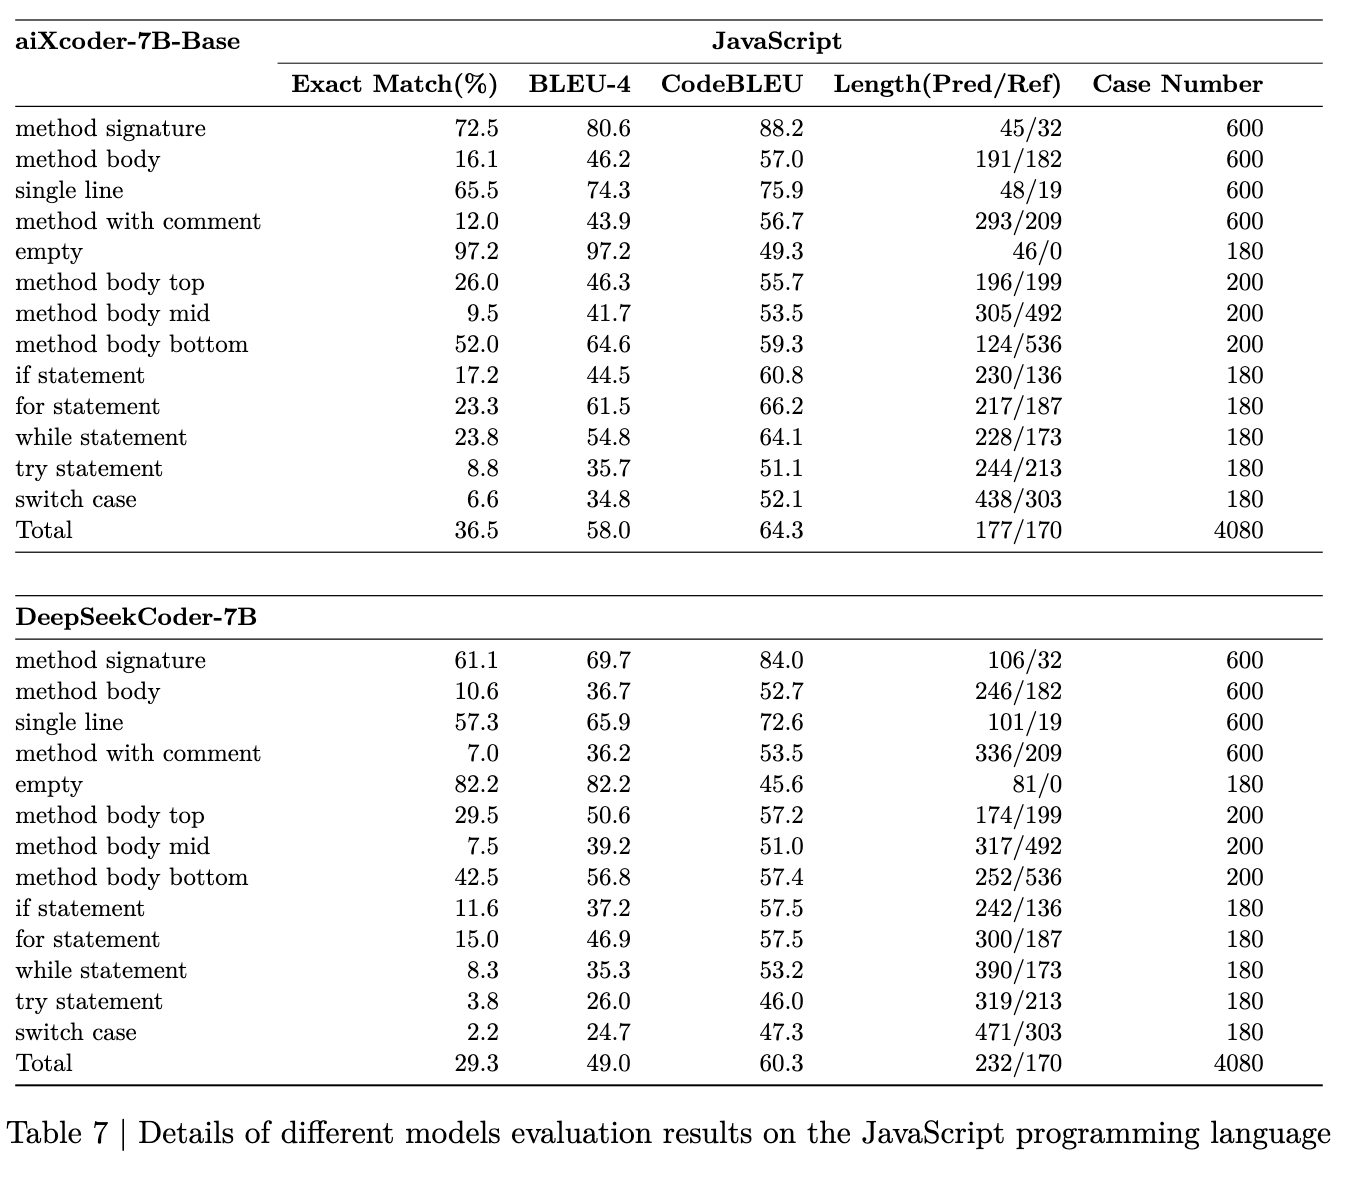 aiXcoder-7B-Base JavaScript
Exact Match(%) BLEU-4 CodeBLEU Length(Pred/Ref) Case Number
method signature 72.5 80.6 88.2 45/32 600
method body 16.1 46.2 57.0 191/182 600
single line 65.5 74.3 75.9 48/19 600
method with comment 12.0 43.9 56.7 293/209 600
empty 97.2 97.2 49.3 46/0 180
method body top 26.0 46.3 55.7 196/199 200
method body mid 9.5 41.7 53.5 305/492 200
method body bottom 52.0 64.6 59.3 124/536 200
if statement 17.2 44.5 60.8 230/136 180
for statement 23.3 61.5 66.2 217/187 180
while statement 23.8 54.8 64.1 228/173 180
try statement 8.8 35.7 51.1 244/213 180
switch case 6.6 34.8 52.1 438/303 180
Total 36.5 58.0 64.3 177/170 4080
DeepSeekCoder-7B
method signature 61.1 69.7 84.0 106/32 600
method body 10.6 36.7 52.7 246/182 600
single line 57.3 65.9 72.6 101/19 600
method with comment 7.0 36.2 53.5 336/209 600
empty 82.2 82.2 45.6 81/0 180
method body top 29.5 50.6 57.2 174/199 200
method body mid 7.5 39.2 51.0 317/492 200
method body bottom 42.5 56.8 57.4 252/536 200
if statement 11.6 37.2 57.5 242/136 180
for statement 15.0 46.9 57.5 300/187 180
while statement 8.3 35.3 53.2 390/173 180
try statement 3.8 26.0 46.0 319/213 180
switch case 2.2 24.7 47.3 471/303 180
Total 29.3 49.0 60.3 232/170 4080
Table 7 | Details of different models evaluation results on the JavaScript programming language